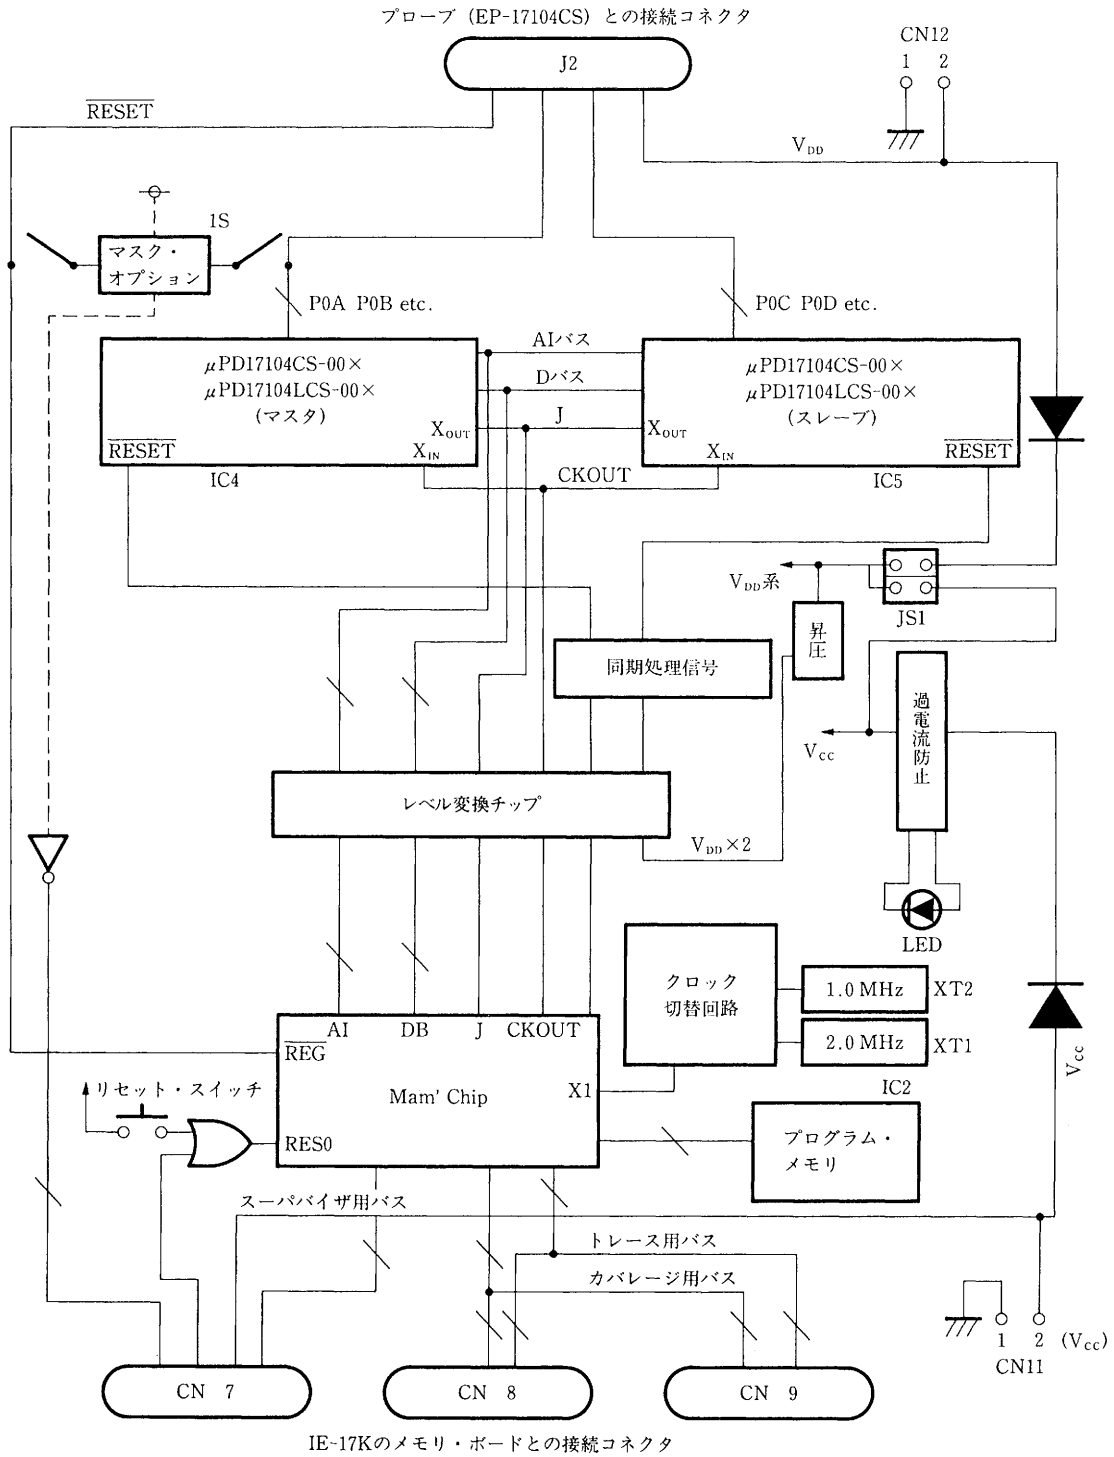 プローブ (EP-17104CS) との接続コネクタ
J2
CN12
1 2
RESET
VDD
1S
マスク・
オプション
P0A P0B etc.
P0C P0D etc.
μPD17104CS-00×
μPD17104LCS-00×
(マスタ)
XOUT
XIN
RESET
IC4
AIバス
Dバス
J
CKOUT
μPD17104CS-00×
μPD17104LCS-00×
(スレーブ)
XOUT
XIN
RESET
IC5
VDD系
JS1
昇圧
同期処理信号
過電流防止
VCC
レベル変換チップ
VDD×2
LED
クロック
切替回路
1.0 MHz
XT2
2.0 MHz
XT1
VCC
AI DB J CKOUT
REG
X1
Mam' Chip
RES0
リセット・スイッチ
IC2
プログラム・
メモリ
スーパバイザ用バス
トレース用バス
カバレージ用バス
1 2 (VCC)
CN11
CN 7
CN 8
CN 9
IE-17Kのメモリ・ボードとの接続コネクタ